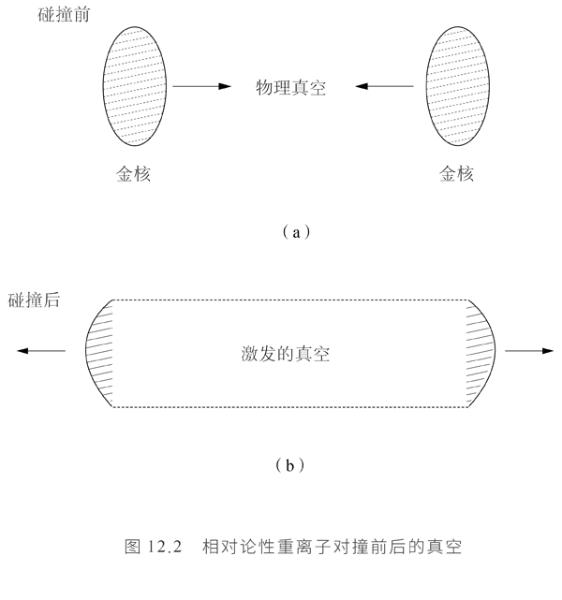 碰撞前
物理真空
金核 金核
(a)
碰撞后
激发的真空
(b)
图 12.2 相对论性重离子对撞前后的真空